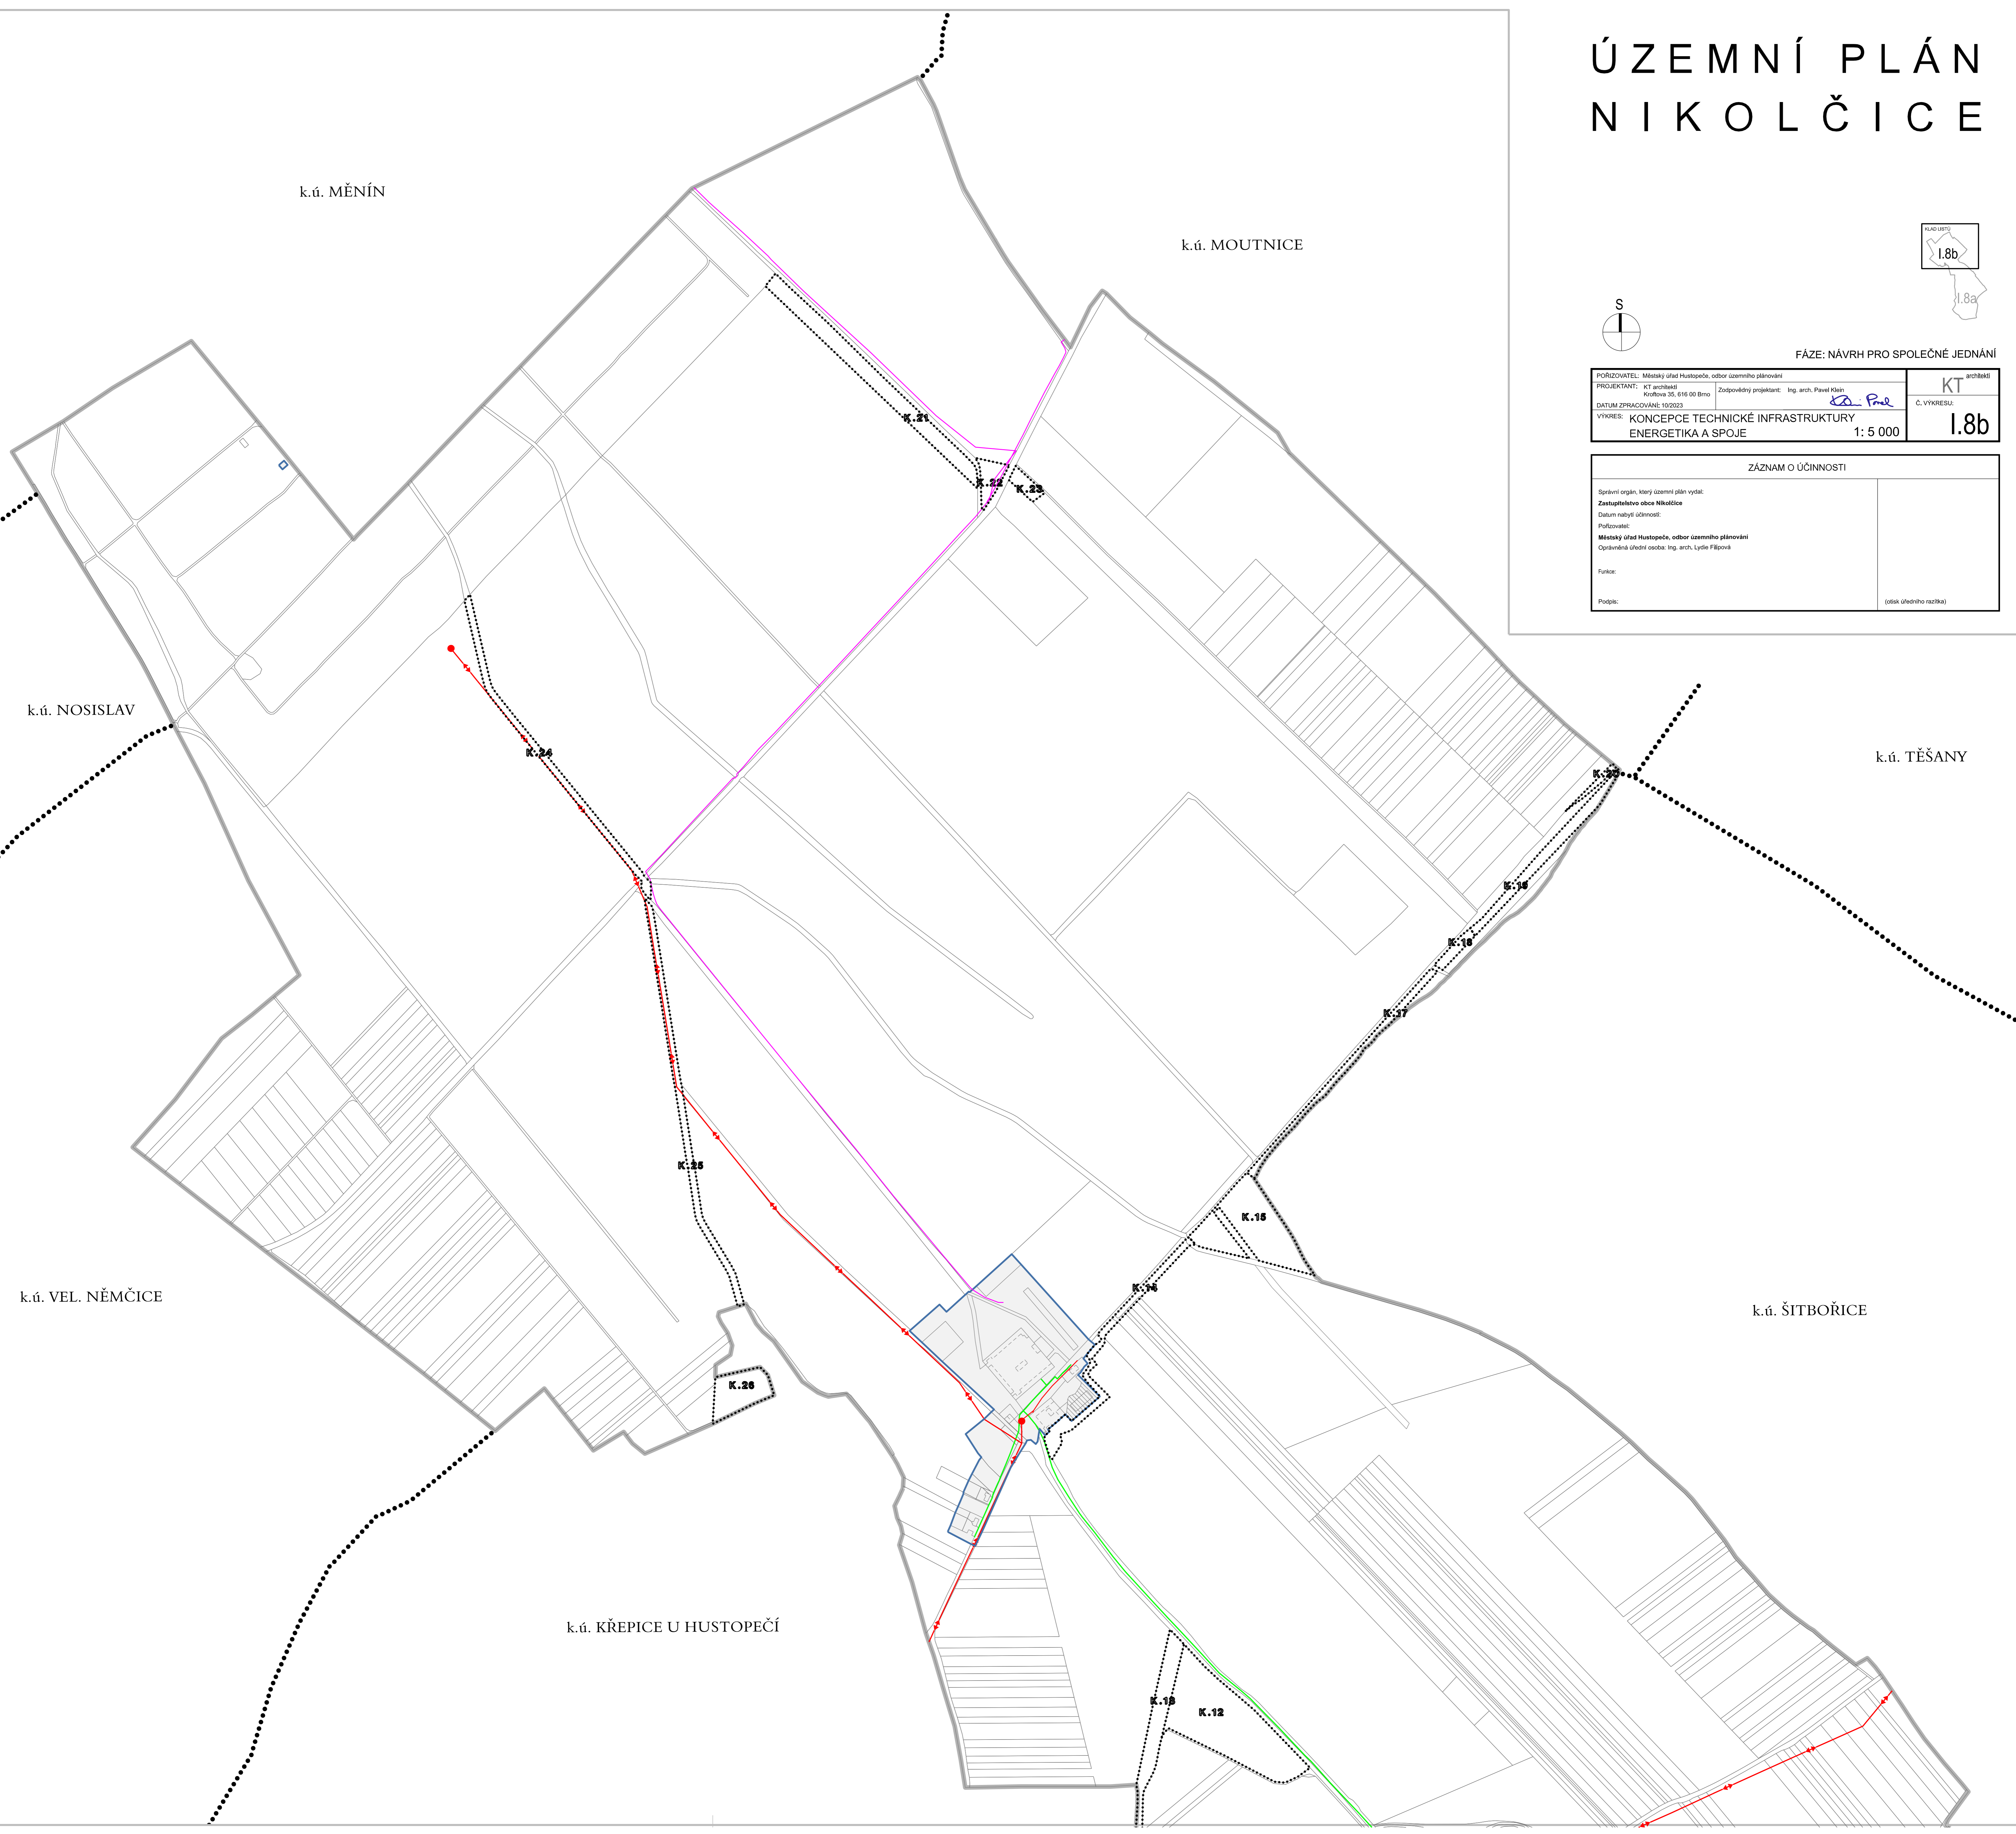 ÚZEMNÍ PLÁN
NIKOLČICE
k.ú. MĚNÍN
k.ú. MOUTNICE
KLAD LISTŮ
I.8b
I.8a
S
FÁZE: NÁVRH PRO SPOLEČNÉ JEDNÁNÍ
POŘIZOVATEL: Městský úřad Hustopeče, odbor územního plánování
PROJEKTANT: KT architekti
Kroftova 35, 616 00 Brno
Zodpovědný projektant: Ing. arch. Pavel Klein
DATUM ZPRACOVÁNÍ: 10/2023
KT architekti
Č. VÝKRESU:
I.8b
VÝKRES: KONCEPCE TECHNICKÉ INFRASTRUKTURY
ENERGETIKA A SPOJE 1: 5 000
ZÁZNAM O ÚČINNOSTI
Správní orgán, který územní plán vydal:
Zastupitelstvo obce Nikolčice
Datum nabytí účinnosti:
Pořizovatel:
Městský úřad Hustopeče, odbor územního plánování
Oprávněná úřední osoba: Ing. arch. Lydie Filipová
Funkce:
Podpis:
(otisk úředního razítka)
K.21
K.22
K.23
k.ú. NOSISLAV
K.24
k.ú. TĚŠANY
K.20
K.19
K.18
K.17
K.25
K.15
K.14
k.ú. VEL. NĚMČICE
k.ú. ŠITBOŘICE
K.26
k.ú. KŘEPICE U HUSTOPEČÍ
K.13
K.12